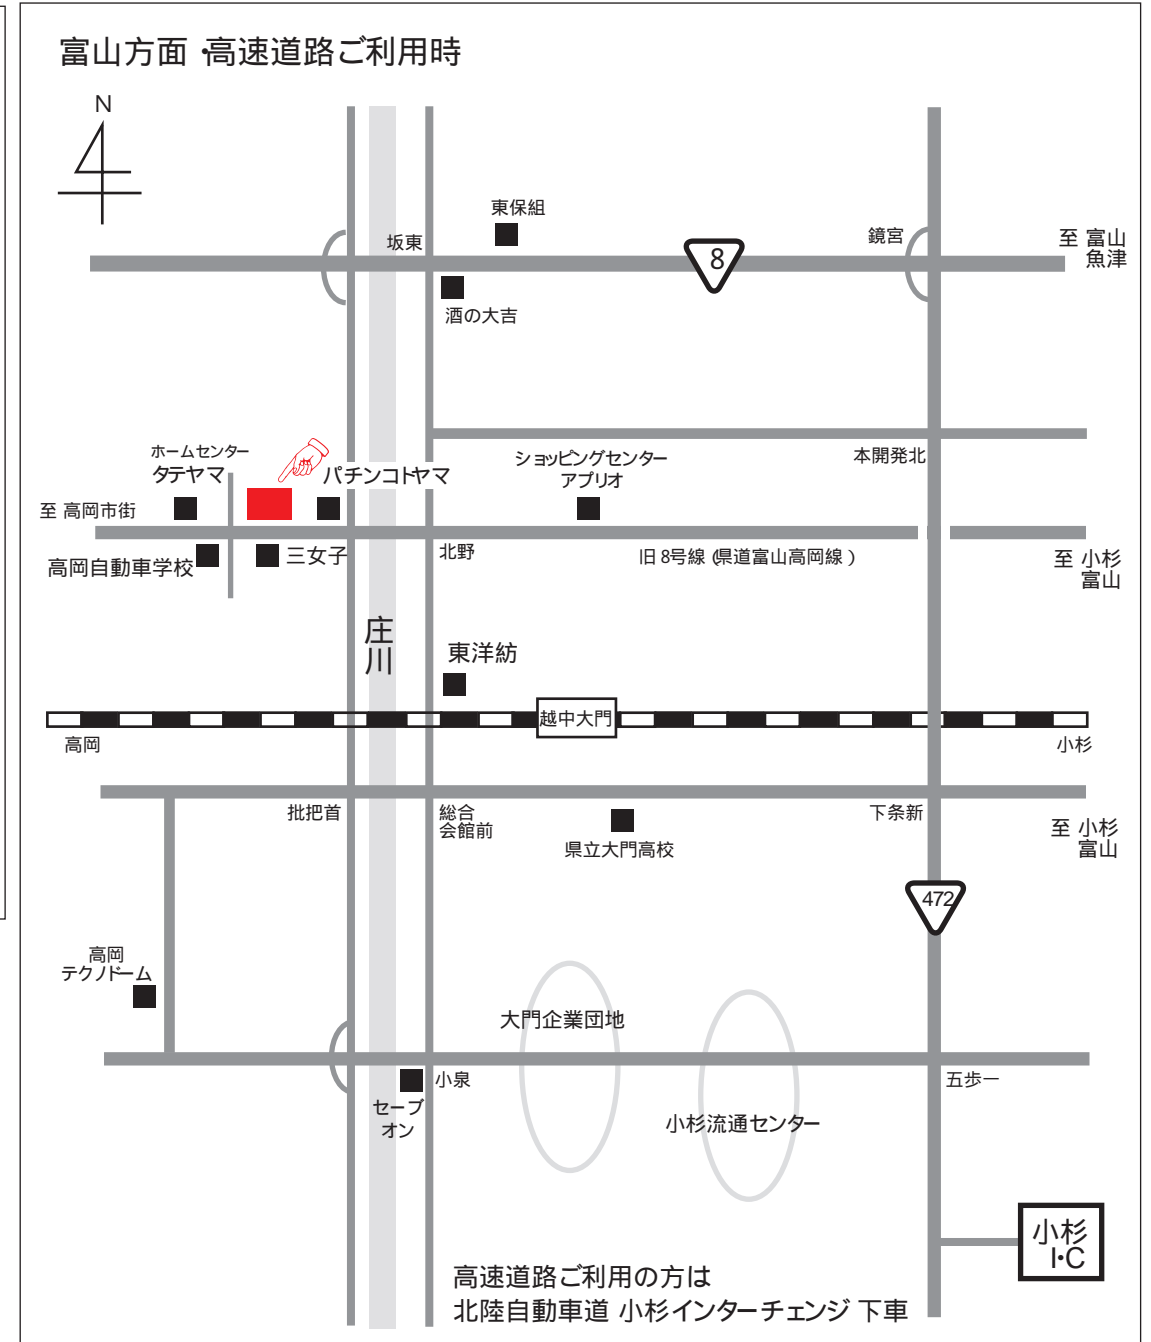 富山方面・高速道路ご利用時
N
東保組
坂東
鏡宮
至 富山
魚津
8
酒の大吉
ホームセンター
タテヤマ
パチンコトヤマ
ショッピングセンター
アプリオ
本開発北
至 高岡市街
高岡自動車学校
三女子
北野
旧8号線(県道富山高岡線)
至 小杉
富山
庄川
東洋紡
越中大門
高岡
小杉
批把首
総合
会館前
県立大門高校
下条新
至 小杉
富山
472
高岡
テクノドーム
大門企業団地
小泉
五歩一
セーブ
オン
小杉流通センター
小杉
I・C
高速道路ご利用の方は
北陸自動車道 小杉インターチェンジ 下車